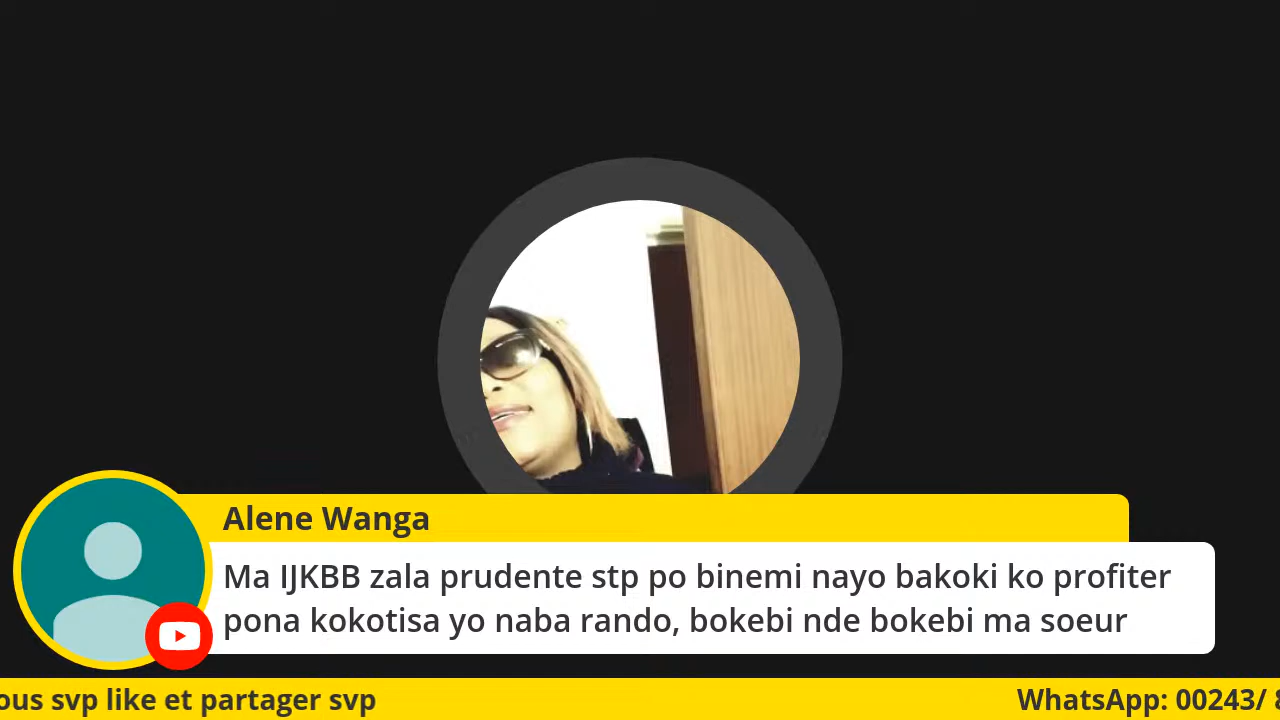 Alene Wanga
Ma IJKBB zala prudente stp po binemi nayo bakoki ko profiter
pona kokotisa yo naba rando, bokebi nde bokebi ma soeur
ous svp like et partager svp
WhatsApp: 00243/